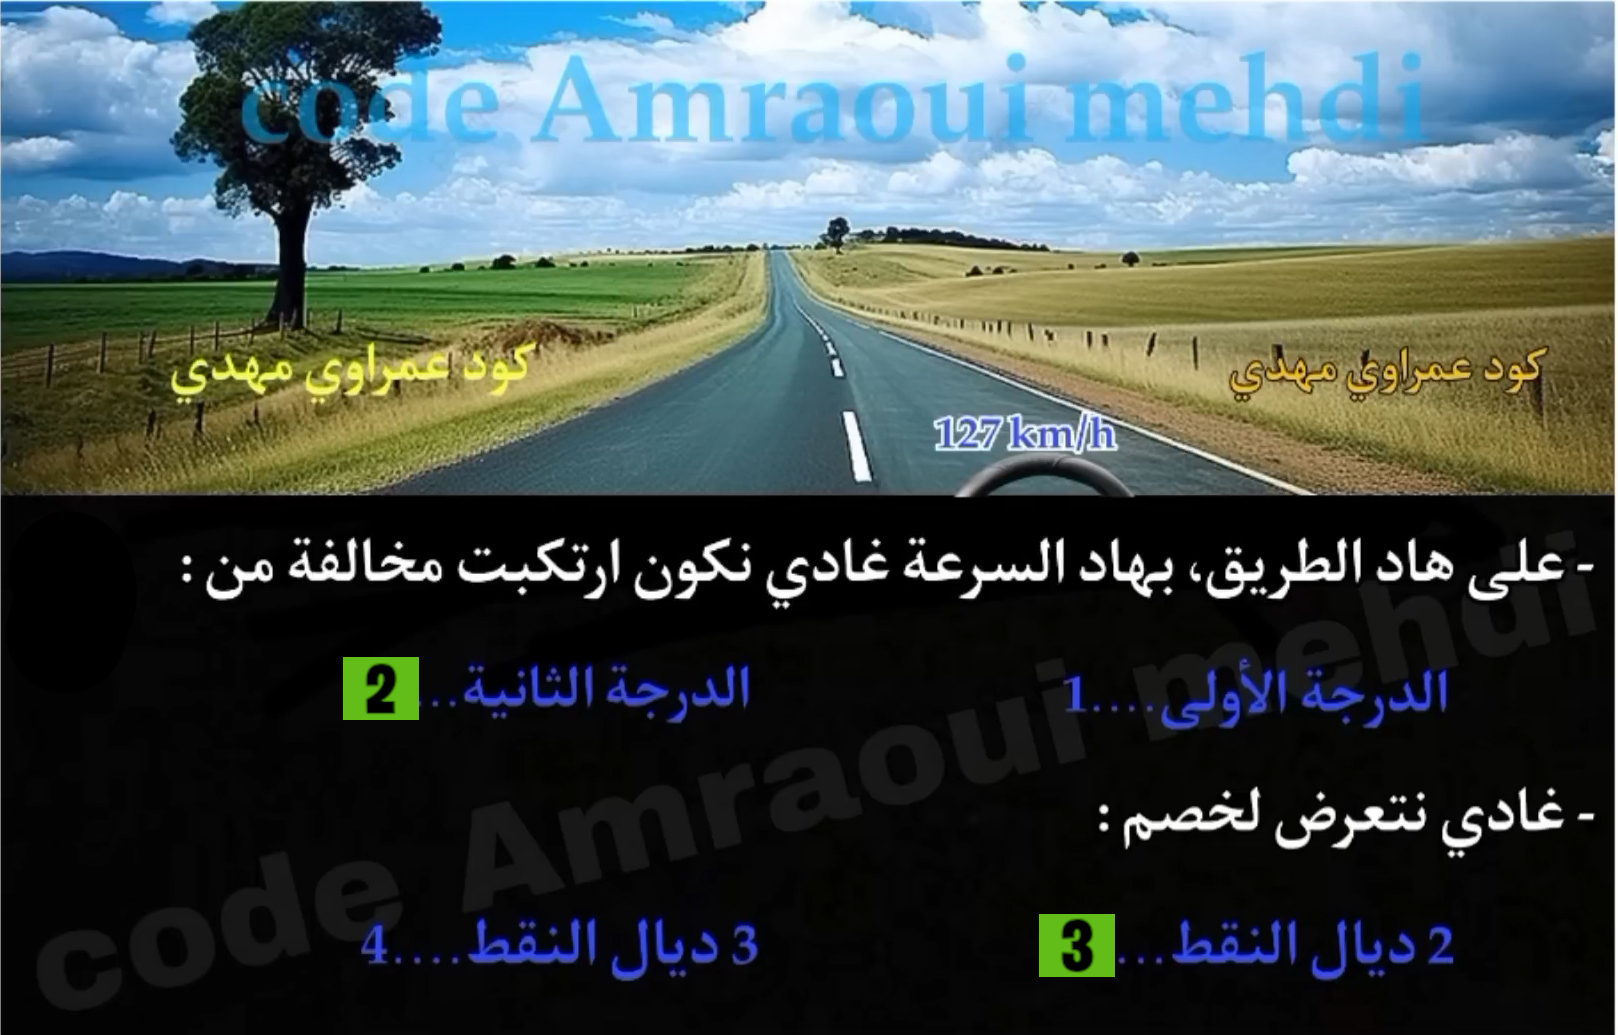 code Amraoui mehdi
كود عمراوي مهدي
كود عمراوي مهدي
127 km/h
- على هاد الطريق، بهاد السرعة غادي نكون ارتكبت مخالفة من :
الدرجة الأولى....1
الدرجة الثانية... 2
- غادي نتعرض لخصم :
2 ديال النقط... 3
3 ديال النقط....4
code Amraoui mehdi